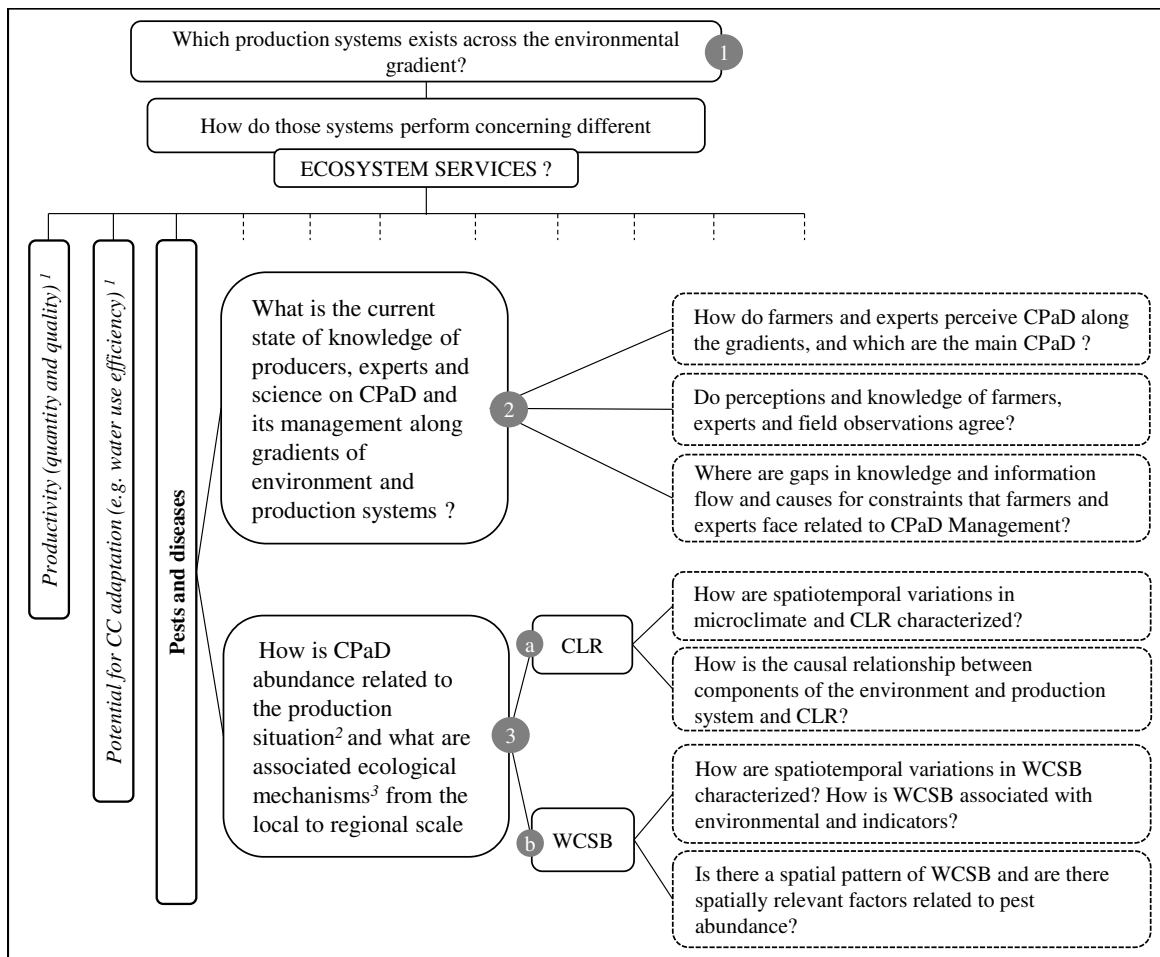 Which production systems exists across the environmental
gradient?
1
How do those systems perform concerning different
ECOSYSTEM SERVICES ?
Productivity (quantity and quality) 1
Potential for CC adaptation (e.g. water use efficiency) 1
Pests and diseases
What is the current
state of knowledge of
producers, experts and
science on CPaD and
its management along
gradients of
environment and
production systems ?
2
How do farmers and experts perceive CPaD along
the gradients, and which are the main CPaD ?
Do perceptions and knowledge of farmers,
experts and field observations agree?
Where are gaps in knowledge and information
flow and causes for constraints that farmers and
experts face related to CPaD Management?
How is CPaD
abundance related to
the production
situation2 and what are
associated ecological
mechanisms3 from the
local to regional scale
3
a
CLR
How are spatiotemporal variations in
microclimate and CLR characterized?
How is the causal relationship between
components of the environment and production
system and CLR?
b
WCSB
How are spatiotemporal variations in WCSB
characterized? How is WCSB associated with
environmental and indicators?
Is there a spatial pattern of WCSB and are there
spatially relevant factors related to pest
abundance?